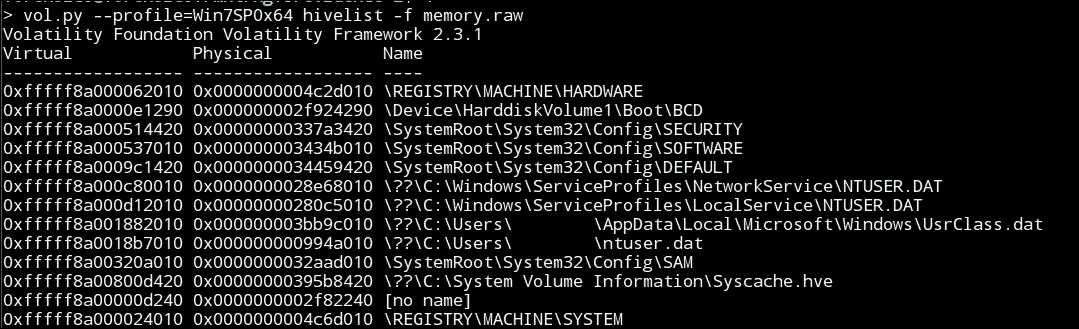 > vol.py --profile=Win7SP0x64 hivelist -f memory.raw
Volatility Foundation Volatility Framework 2.3.1
Virtual            Physical           Name
------------------ ------------------ ----
0xfffff8a000062010 0x0000000004c2d010 \REGISTRY\MACHINE\HARDWARE
0xfffff8a0000e1290 0x0000000002f924290 \Device\HarddiskVolume1\Boot\BCD
0xfffff8a000514420 0x00000000337a3420 \SystemRoot\System32\Config\SECURITY
0xfffff8a000537010 0x000000003434b010 \SystemRoot\System32\Config\SOFTWARE
0xfffff8a0009c1420 0x0000000034459420 \SystemRoot\System32\Config\DEFAULT
0xfffff8a000c80010 0x0000000028e68010 \??\C:\Windows\ServiceProfiles\NetworkService\NTUSER.DAT
0xfffff8a000d12010 0x00000000280c5010 \??\C:\Windows\ServiceProfiles\LocalService\NTUSER.DAT
0xfffff8a001882010 0x000000003bb9c010 \??\C:\Users\        \AppData\Local\Microsoft\Windows\UsrClass.dat
0xfffff8a0018b7010 0x000000000994a010 \??\C:\Users\        \ntuser.dat
0xfffff8a00320a010 0x0000000032aad010 \SystemRoot\System32\Config\SAM
0xfffff8a00800d420 0x00000000395b8420 \??\C:\System Volume Information\Syscache.hve
0xfffff8a00000d240 0x0000000002f82240 [no name]
0xfffff8a000024010 0x0000000004c6d010 \REGISTRY\MACHINE\SYSTEM